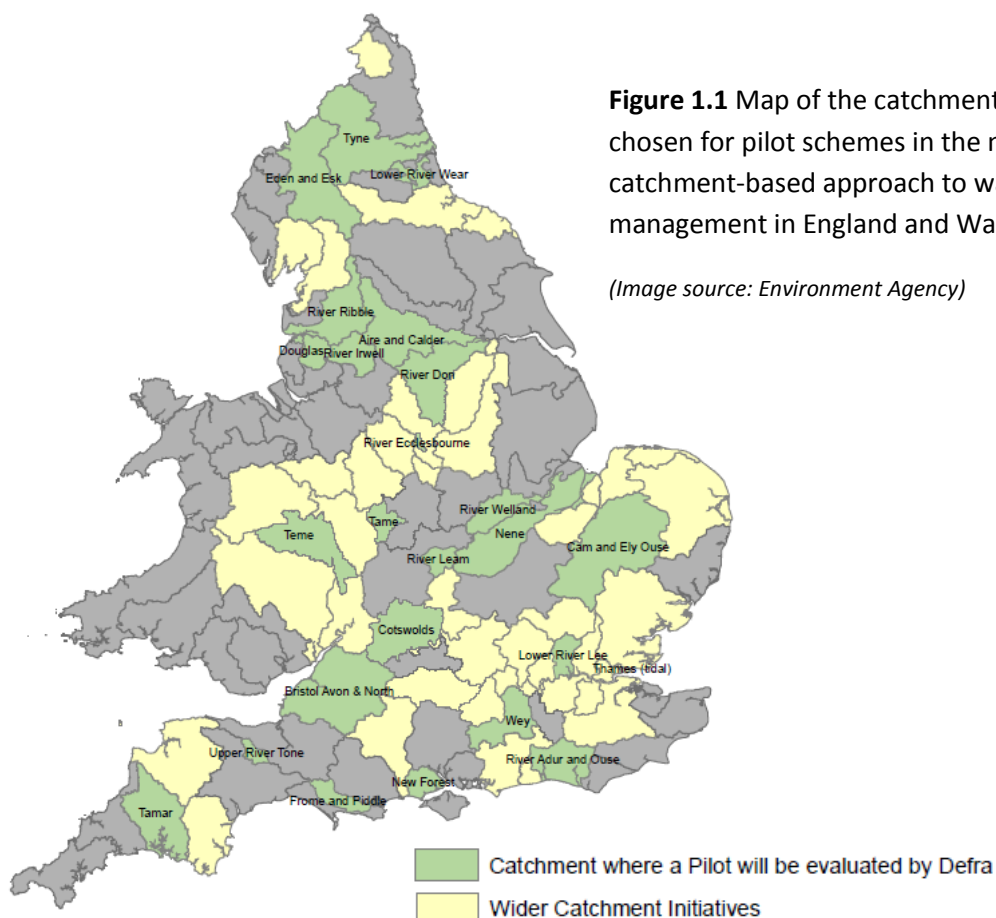 Figure 1.1 Map of the catchment
chosen for pilot schemes in the n
catchment-based approach to wa
management in England and Wa
(Image source: Environment Agency)
Tyne
Eden and Esk
Lower River Wear
River Ribble
Aire and Calder
Douglas
River Irwell
River Don
River Ecclesbourne
River Welland
Tame
Teme
Nene
Cam and Ely Ouse
River Leam
Cotswolds
Lower River Lee
Thames (tidal)
Bristol Avon & North
Wey
Upper River Tone
River Adur and Ouse
New Forest
Frome and Piddle
Tamar
Catchment where a Pilot will be evaluated by Defra
Wider Catchment Initiatives